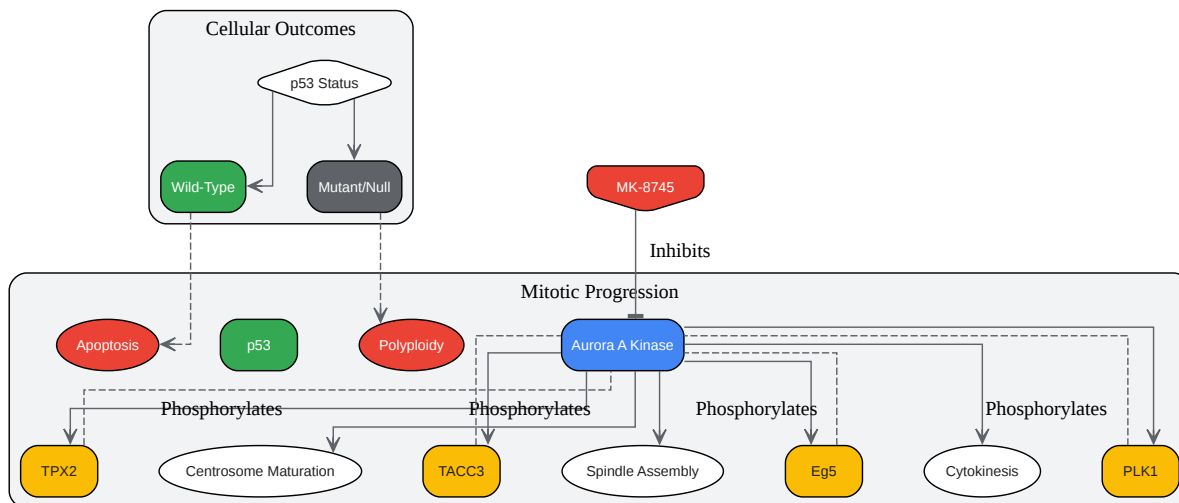 Cellular Outcomes
p53 Status
Wild-Type
Mutant/Null
MK-8745
Inhibits
Mitotic Progression
Apoptosis
p53
Polyploidy
Aurora A Kinase
Phosphorylates
Phosphorylates
Phosphorylates
Phosphorylates
TPX2
Centrosome Maturation
TACC3
Spindle Assembly
Eg5
Cytokinesis
PLK1